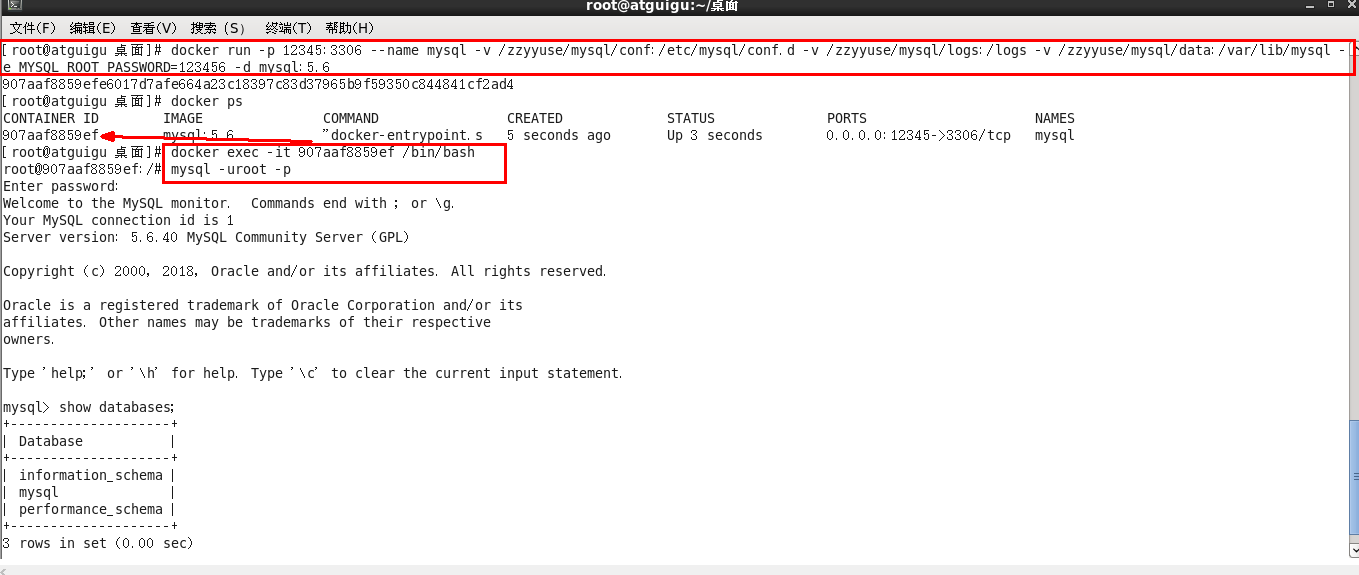 root@atguigu:~/桌面
文件(F) 编辑(E) 查看(V) 搜索 (S) 终端(T) 帮助(H)
[root@atguigu 桌面]# docker run -p 12345:3306 --name mysql -v /zzyyuse/mysql/conf:/etc/mysql/conf.d -v /zzyyuse/mysql/logs:/logs -v /zzyyuse/mysql/data:/var/lib/mysql -
e MYSQL_ROOT_PASSWORD=123456 -d mysql:5.6
907aaf8859efe6017d7afe664a23c18397c83d37965b9f59350c844841cf2ad4
[root@atguigu 桌面]# docker ps
CONTAINER ID IMAGE COMMAND CREATED STATUS PORTS NAMES
907aaf8859ef mysql:5.6 "docker-entrypoint.s 5 seconds ago Up 3 seconds 0.0.0.0:12345->3306/tcp mysql
[root@atguigu 桌面]# docker exec -it 907aaf8859ef /bin/bash
root@907aaf8859ef:/# mysql -uroot -p
Enter password:
Welcome to the MySQL monitor. Commands end with ; or \g.
Your MySQL connection id is 1
Server version: 5.6.40 MySQL Community Server (GPL)
Copyright (c) 2000, 2018, Oracle and/or its affiliates. All rights reserved.
Oracle is a registered trademark of Oracle Corporation and/or its
affiliates. Other names may be trademarks of their respective
owners.
Type 'help;' or '\h' for help. Type '\c' to clear the current input statement.
mysql> show databases;
+--------------------+
| Database |
+--------------------+
| information_schema |
| mysql |
| performance_schema |
+--------------------+
3 rows in set (0.00 sec)